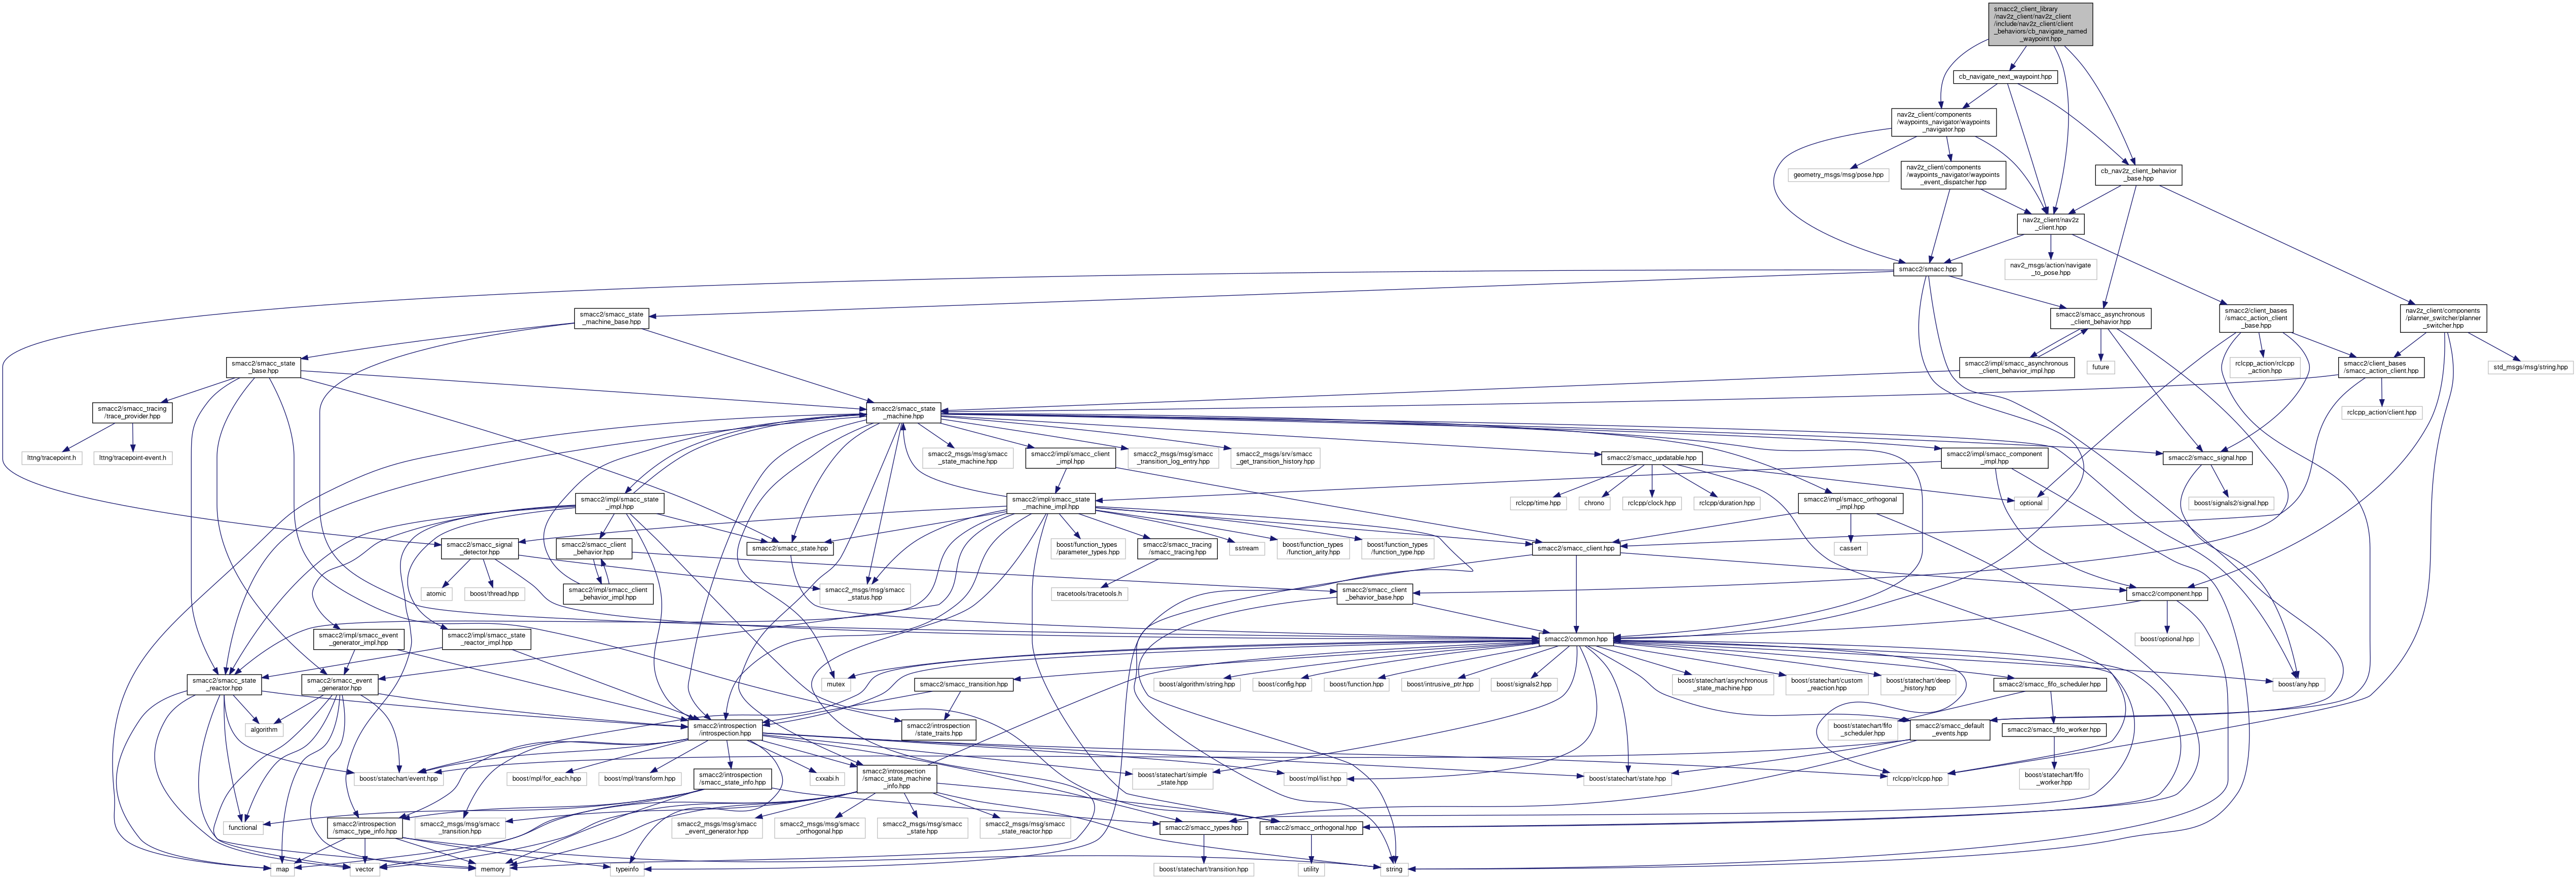 smacc2_client_library
/nav2z_client/nav2z_client
/include/nav2z_client/client
_behaviors/cb_navigate_named
_waypoint.hpp
cb_navigate_next_waypoint.hpp
nav2z_client/components
/waypoints_navigator/waypoints
_navigator.hpp
geometry_msgs/msg/pose.hpp
nav2z_client/components
/waypoints_navigator/waypoints
_event_dispatcher.hpp
cb_nav2z_client_behavior
_base.hpp
nav2z_client/nav2z
_client.hpp
smacc2/smacc.hpp
nav2_msgs/action/navigate
_to_pose.hpp
smacc2/smacc_state
_machine_base.hpp
smacc2/smacc_asynchronous
_client_behavior.hpp
smacc2/client_bases
/smacc_action_client
_base.hpp
nav2z_client/components
/planner_switcher/planner
_switcher.hpp
smacc2/smacc_state
_base.hpp
smacc2/impl/smacc_asynchronous
_client_behavior_impl.hpp
future
rclcpp_action/rclcpp
_action.hpp
smacc2/client_bases
/smacc_action_client.hpp
std_msgs/msg/string.hpp
smacc2/smacc_tracing
/trace_provider.hpp
smacc2/smacc_state
_machine.hpp
rclcpp_action/client.hpp
lttng/tracepoint.h
lttng/tracepoint-event.h
smacc2_msgs/msg/smacc
_state_machine.hpp
smacc2/impl/smacc_client
_impl.hpp
smacc2_msgs/msg/smacc
_transition_log_entry.hpp
smacc2_msgs/srv/smacc
_get_transition_history.hpp
smacc2/smacc_updatable.hpp
smacc2/impl/smacc_component
_impl.hpp
smacc2/smacc_signal.hpp
smacc2/impl/smacc_state
_impl.hpp
smacc2/impl/smacc_state
_machine_impl.hpp
rclcpp/time.hpp
chrono
rclcpp/clock.hpp
rclcpp/duration.hpp
smacc2/impl/smacc_orthogonal
_impl.hpp
optional
boost/signals2/signal.hpp
smacc2/smacc_signal
_detector.hpp
smacc2/smacc_client
_behavior.hpp
smacc2/smacc_state.hpp
boost/function_types
/parameter_types.hpp
smacc2/smacc_tracing
/smacc_tracing.hpp
sstream
boost/function_types
/function_arity.hpp
boost/function_types
/function_type.hpp
smacc2/smacc_client.hpp
cassert
atomic
boost/thread.hpp
smacc2/impl/smacc_client
_behavior_impl.hpp
smacc2_msgs/msg/smacc
_status.hpp
tracetools/tracetools.h
smacc2/smacc_client
_behavior_base.hpp
smacc2/component.hpp
smacc2/impl/smacc_event
_generator_impl.hpp
smacc2/impl/smacc_state
_reactor_impl.hpp
smacc2/common.hpp
boost/optional.hpp
smacc2/smacc_state
_reactor.hpp
smacc2/smacc_event
_generator.hpp
mutex
smacc2/smacc_transition.hpp
boost/algorithm/string.hpp
boost/config.hpp
boost/function.hpp
boost/intrusive_ptr.hpp
boost/signals2.hpp
boost/statechart/asynchronous
_state_machine.hpp
boost/statechart/custom
_reaction.hpp
boost/statechart/deep
_history.hpp
smacc2/smacc_fifo_scheduler.hpp
boost/any.hpp
algorithm
smacc2/introspection
/introspection.hpp
smacc2/introspection
/state_traits.hpp
boost/statechart/fifo
_scheduler.hpp
smacc2/smacc_default
_events.hpp
smacc2/smacc_fifo_worker.hpp
boost/statechart/event.hpp
boost/mpl/for_each.hpp
boost/mpl/transform.hpp
smacc2/introspection
/smacc_state_info.hpp
cxxabi.h
smacc2/introspection
/smacc_state_machine
_info.hpp
boost/statechart/simple
_state.hpp
boost/mpl/list.hpp
boost/statechart/state.hpp
rclcpp/rclcpp.hpp
boost/statechart/fifo
_worker.hpp
functional
smacc2/introspection
/smacc_type_info.hpp
smacc2_msgs/msg/smacc
_transition.hpp
smacc2_msgs/msg/smacc
_event_generator.hpp
smacc2_msgs/msg/smacc
_orthogonal.hpp
smacc2_msgs/msg/smacc
_state.hpp
smacc2_msgs/msg/smacc
_state_reactor.hpp
smacc2/smacc_types.hpp
smacc2/smacc_orthogonal.hpp
map
vector
memory
typeinfo
boost/statechart/transition.hpp
utility
string